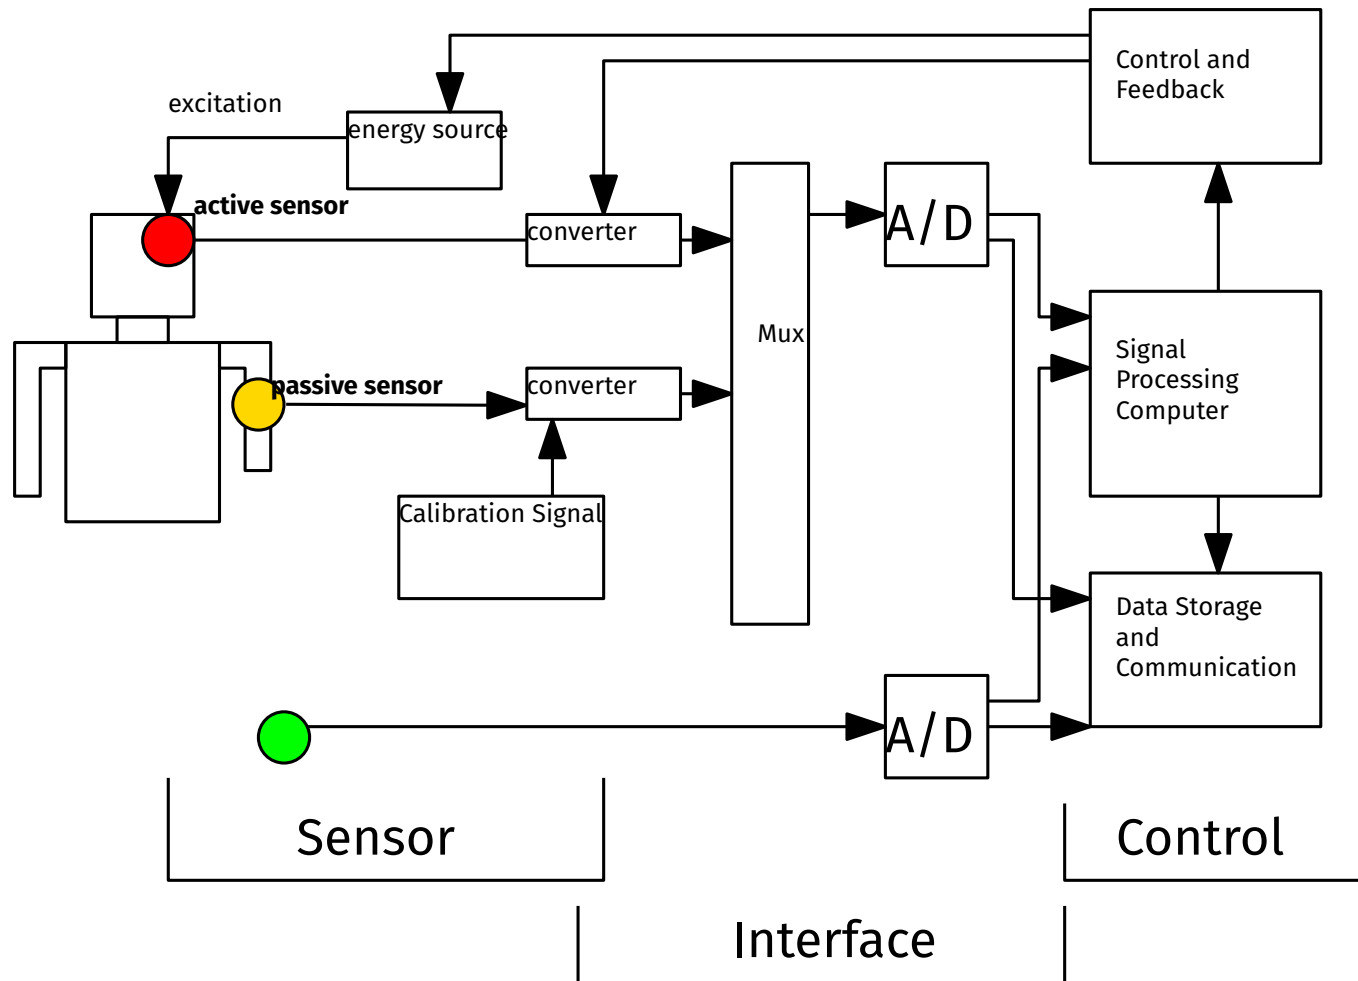 Control and
Feedback
excitation
energy source
active sensor
converter
A/D
Mux
Signal
Processing
Computer
passive sensor
converter
Calibration Signal
Data Storage
and
Communication
A/D
Sensor
Control
Interface